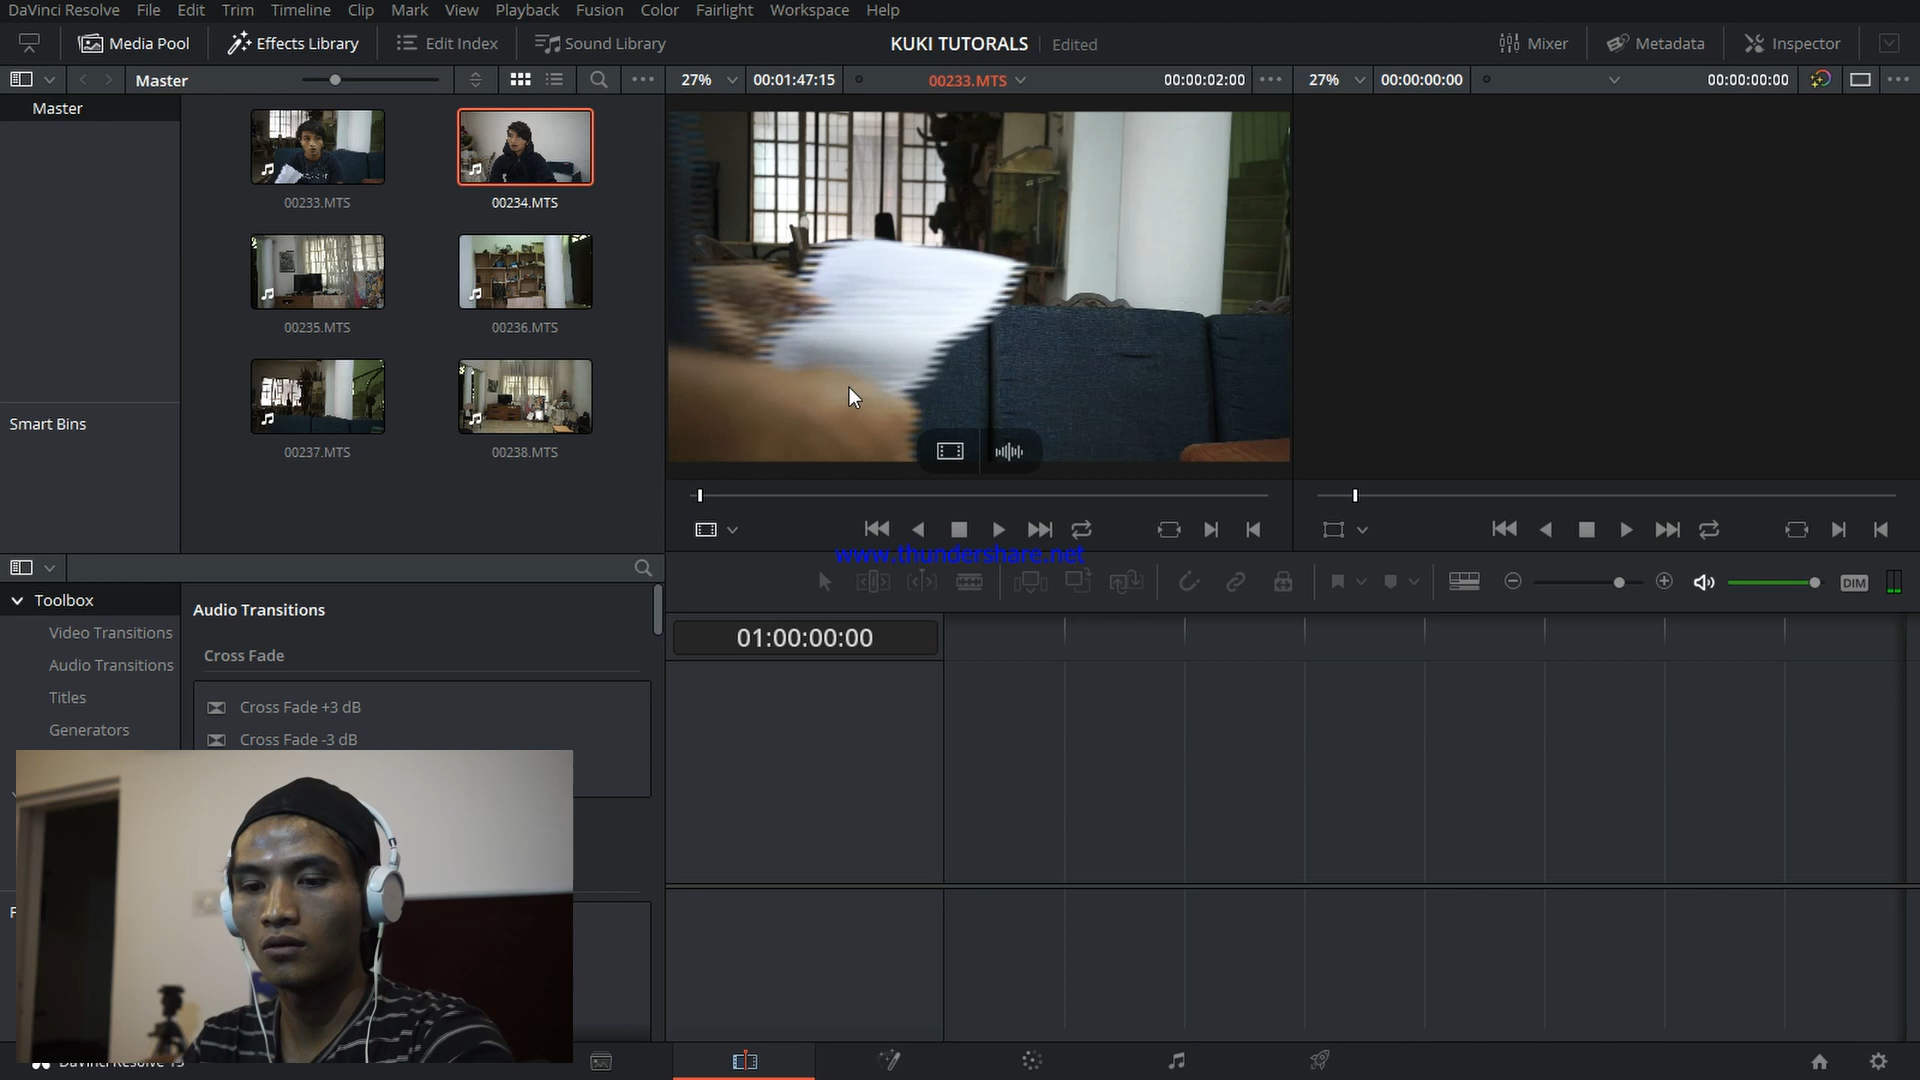 DaVinci Resolve File Edit Trim Timeline Clip Mark View Playback Fusion Color Fairlight Workspace Help
Media Pool Effects Library Edit Index Sound Library KUKI TUTORALS Edited Mixer Metadata Inspector
Master 27% 00:01:47:15 00233.MTS 00:00:02:00 27% 00:00:00:00 00:00:00:00
Master
00233.MTS 00234.MTS
00235.MTS 00236.MTS
Smart Bins
00237.MTS 00238.MTS
www.thundershare.net
DIM
Toolbox
Video Transitions
Audio Transitions
Titles
Generators
Audio Transitions
Cross Fade
Cross Fade +3 dB
Cross Fade -3 dB
01:00:00:00